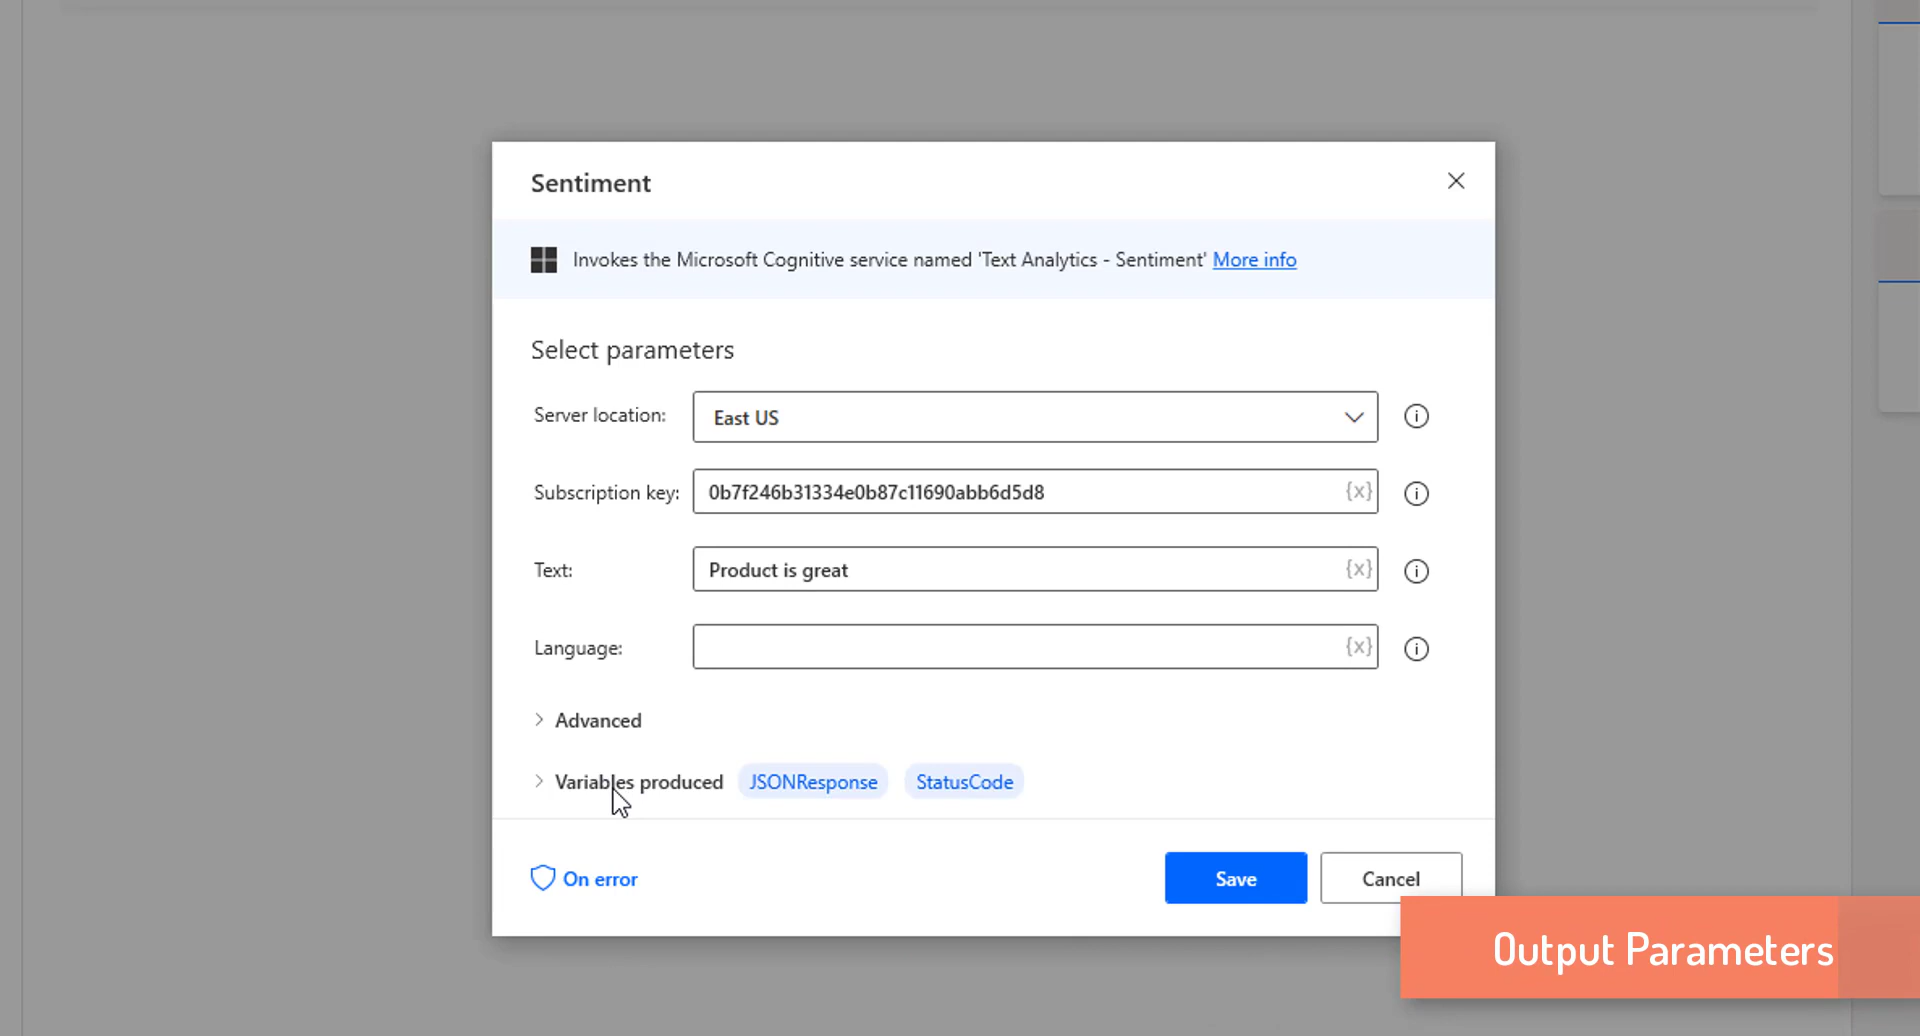 Sentiment
Invokes the Microsoft Cognitive service named 'Text Analytics - Sentiment' More info
Select parameters
Server location: East US
Subscription key: 0b7f246b31334e0b87c11690abb6d5d8 {x}
Text: Product is great {x}
Language: {x}
Advanced
Variables produced JSONResponse StatusCode
On error Save Cancel
Output Parameters